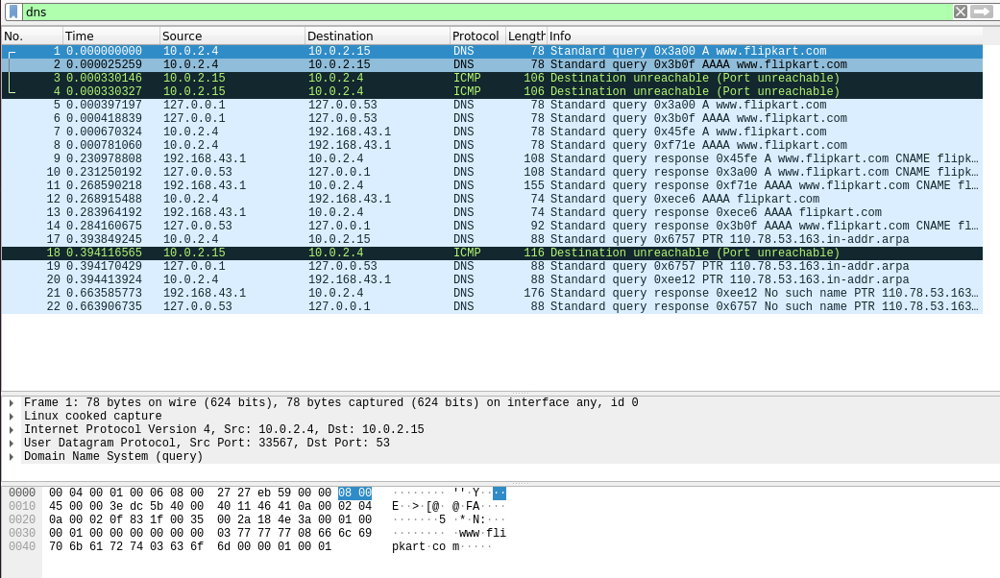 dns
No. Time Source Destination Protocol Length Info
1 0.000000000 10.0.2.4 10.0.2.15 DNS 78 Standard query 0x3a00 A www.flipkart.com
2 0.000025259 10.0.2.4 10.0.2.15 DNS 78 Standard query 0x3b0f AAAA www.flipkart.com
3 0.000330146 10.0.2.15 10.0.2.4 ICMP 106 Destination unreachable (Port unreachable)
4 0.000330327 10.0.2.15 10.0.2.4 ICMP 106 Destination unreachable (Port unreachable)
5 0.000397197 127.0.0.1 127.0.0.53 DNS 78 Standard query 0x3a00 A www.flipkart.com
6 0.000418839 127.0.0.1 127.0.0.53 DNS 78 Standard query 0x3b0f AAAA www.flipkart.com
7 0.000670324 10.0.2.4 192.168.43.1 DNS 78 Standard query 0x45fe A www.flipkart.com
8 0.000781060 10.0.2.4 192.168.43.1 DNS 78 Standard query 0xf71e AAAA www.flipkart.com
9 0.230978808 192.168.43.1 10.0.2.4 DNS 108 Standard query response 0x45fe A www.flipkart.com CNAME flipk…
10 0.231250192 127.0.0.53 127.0.0.1 DNS 108 Standard query response 0x3a00 A www.flipkart.com CNAME flipk…
11 0.268590218 192.168.43.1 10.0.2.4 DNS 155 Standard query response 0xf71e AAAA www.flipkart.com CNAME fl…
12 0.268915488 10.0.2.4 192.168.43.1 DNS 74 Standard query 0xece6 AAAA flipkart.com
13 0.283964192 192.168.43.1 10.0.2.4 DNS 74 Standard query response 0xece6 AAAA flipkart.com
14 0.284160675 127.0.0.53 127.0.0.1 DNS 92 Standard query response 0x3b0f AAAA www.flipkart.com CNAME fl…
17 0.393849245 10.0.2.4 10.0.2.15 DNS 88 Standard query 0x6757 PTR 110.78.53.163.in-addr.arpa
18 0.394116565 10.0.2.15 10.0.2.4 ICMP 116 Destination unreachable (Port unreachable)
19 0.394170429 127.0.0.1 127.0.0.53 DNS 88 Standard query 0x6757 PTR 110.78.53.163.in-addr.arpa
20 0.394413924 10.0.2.4 192.168.43.1 DNS 88 Standard query 0xee12 PTR 110.78.53.163.in-addr.arpa
21 0.663585773 192.168.43.1 10.0.2.4 DNS 176 Standard query response 0xee12 No such name PTR 110.78.53.163…
22 0.663906735 127.0.0.53 127.0.0.1 DNS 88 Standard query response 0x6757 No such name PTR 110.78.53.163…
Frame 1: 78 bytes on wire (624 bits), 78 bytes captured (624 bits) on interface any, id 0
Linux cooked capture
Internet Protocol Version 4, Src: 10.0.2.4, Dst: 10.0.2.15
User Datagram Protocol, Src Port: 33567, Dst Port: 53
Domain Name System (query)
0000 00 04 00 01 00 06 08 00 27 27 eb 59 00 00 08 00 ········ ''·Y····
0010 45 00 00 3e dc 5b 40 00 40 11 46 41 0a 00 02 04 E··>·[@· @·FA····
0020 0a 00 02 0f 83 1f 00 35 00 2a 18 4e 3a 00 01 00 ·······5 ·*·N:···
0030 00 01 00 00 00 00 00 00 03 77 77 77 08 66 6c 69 ········ ·www·fli
0040 70 6b 61 72 74 03 63 6f 6d 00 00 01 00 01 pkart·co m·····